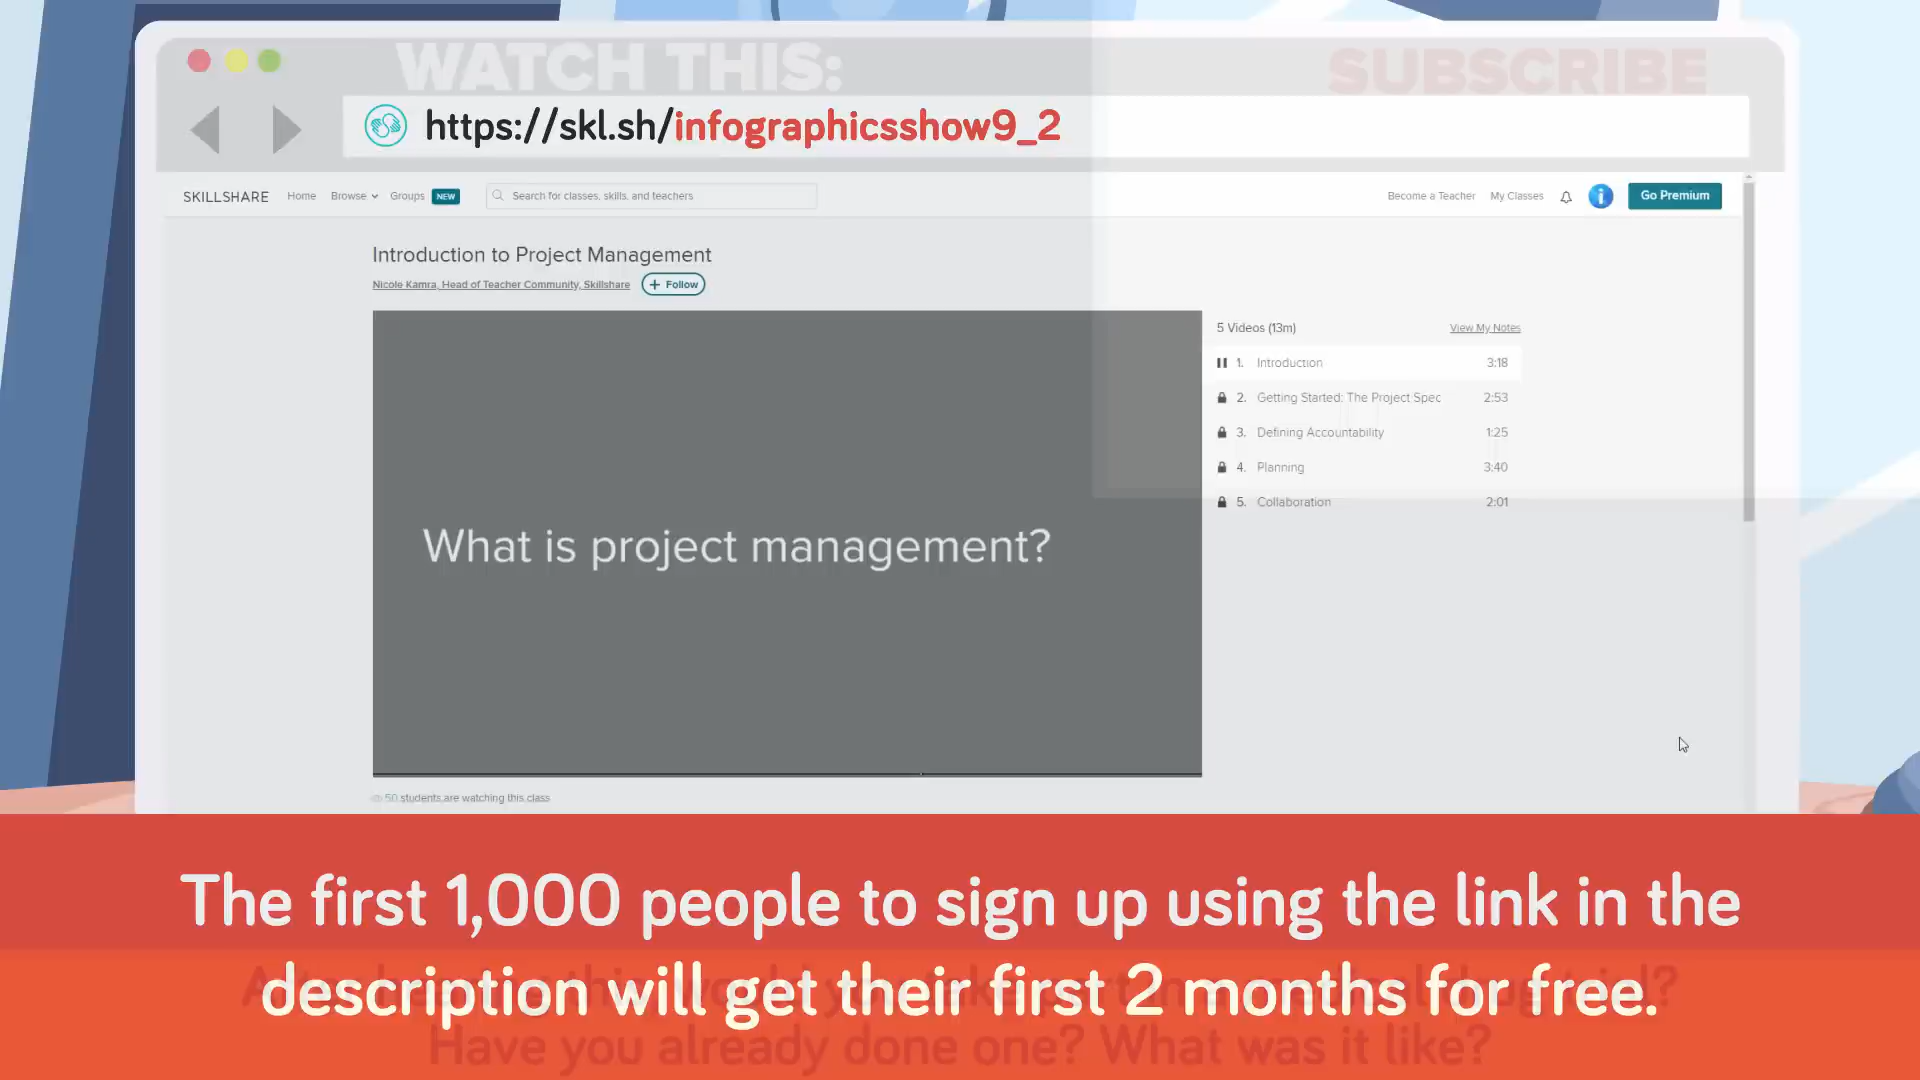 WATCH THIS:
SUBSCRIBE
https://skl.sh/infographicsshow9_2
SKILLSHARE Home Browse Groups NEW Search for classes, skills, and teachers Become a Teacher My Classes Go Premium
Introduction to Project Management
Nicole Kamra, Head of Teacher Community, Skillshare + Follow
5 Videos (13m) View My Notes
1. Introduction 3:18
2. Getting Started: The Project Spec 2:53
3. Defining Accountability 1:25
4. Planning 3:40
5. Collaboration 2:01
What is project management?
50 students are watching this class
The first 1,000 people to sign up using the link in the
description will get their first 2 months for free.
Have you already done one? What was it like?